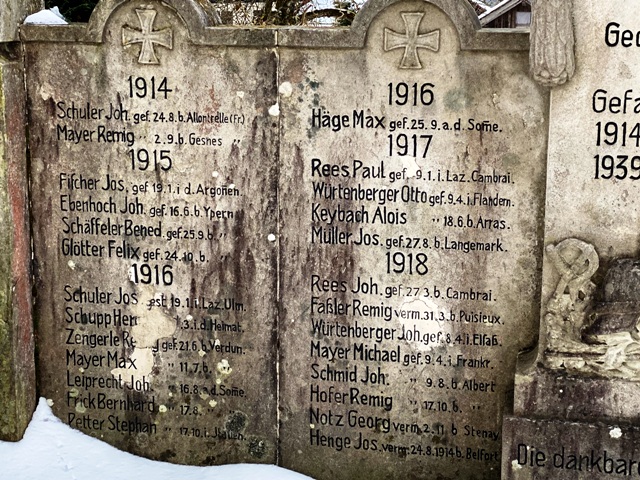 1914
Schuler Joh. gef. 24.8. b. Allontrelle (Fr.)
Mayer Remig " 2.9. b. Gesnes "
1915
Fifcher Jos. gef. 19.1. i. d. Argonen.
Ebenhoch Joh. gef. 16.6. b. Ypern
Schäffeler Bened. gef. 25.9. b. "
Glötter Felix gef. 24.10. b. "
1916
Schuler Jos 19.1. i. Laz. Ulm.
Schupp 3. i. d. Heimat.
Zengerle gef. 21.6. b. Verdun.
Mayer Max " 11.7. b. "
Leiprecht Joh. " 16.8. a. d. Some
Frick Bernhard " 17.8.
Petter Stephan " 17.10. i.
1916
Häge Max gef. 25.9. a. d. Some.
1917
Rees Paul gef. 9.1. i. Laz. Cambrai.
Würtenberger Otto gef. 9.4. i. Flandern.
Keybach Alois " 18.6. b. Arras.
Müller Jos. gef. 27.8. b. Langemark.
1918
Rees Joh. gef. 27.3. b. Cambrai.
Faßler Remig verm. 31.3. b. Puisieux.
Würtenberger Joh. gef. 8.4. i. Elfaß.
Mayer Michael gef. 9.4. i. Frankr.
Schmid Joh. " 9.8. b. Albert
Hofer Remig " 17.10. b. "
Notz Georg verm. 2.11. b. Stenay
Henge Jos. verm. 24.8.1914 b. Belfort
Ged
Gefa
1914
1939
Die dankbare